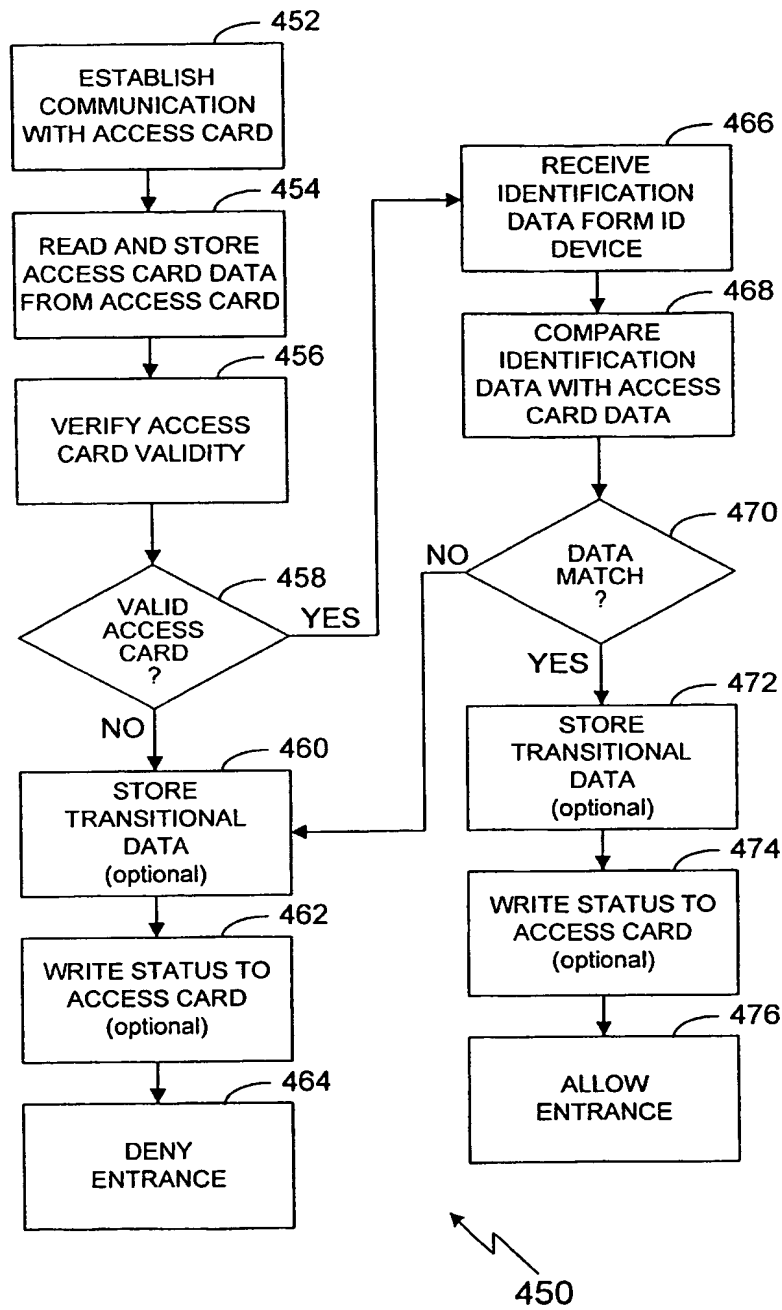 452
ESTABLISH
COMMUNICATION
WITH ACCESS CARD
454
READ AND STORE
ACCESS CARD DATA
FROM ACCESS CARD
456
VERIFY ACCESS
CARD VALIDITY
458
VALID
ACCESS
CARD
?
YES
NO
460
STORE
TRANSITIONAL
DATA
(optional)
462
WRITE STATUS TO
ACCESS CARD
(optional)
464
DENY
ENTRANCE
466
RECEIVE
IDENTIFICATION
DATA FORM ID
DEVICE
468
COMPARE
IDENTIFICATION
DATA WITH ACCESS
CARD DATA
470
DATA
MATCH
?
NO
YES
472
STORE
TRANSITIONAL
DATA
(optional)
474
WRITE STATUS TO
ACCESS CARD
(optional)
476
ALLOW
ENTRANCE
450